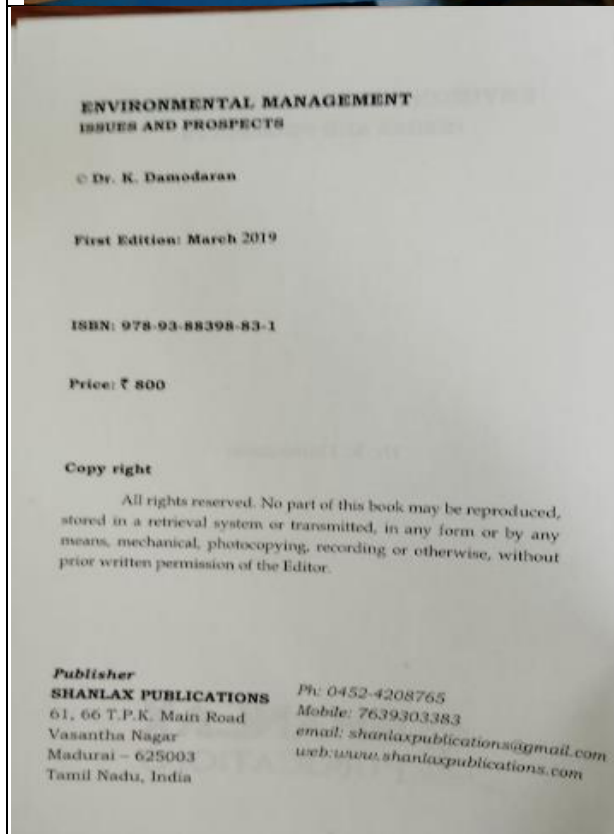 ENVIRONMENTAL MANAGEMENT
ISSUES AND PROSPECTS
© Dr. K. Damodaran
First Edition: March 2019
ISBN: 978-93-88398-83-1
Price: ₹ 800
Copy right
All rights reserved. No part of this book may be reproduced,
stored in a retrieval system or transmitted, in any form or by any
means, mechanical, photocopying, recording or otherwise, without
prior written permission of the Editor.
Publisher
SHANLAX PUBLICATIONS
61, 66 T.P.K. Main Road
Vasantha Nagar
Madurai – 625003
Tamil Nadu, India
Ph: 0452-4208765
Mobile: 7639303383
email: shanlaxpublications@gmail.com
web:www.shanlaxpublications.com